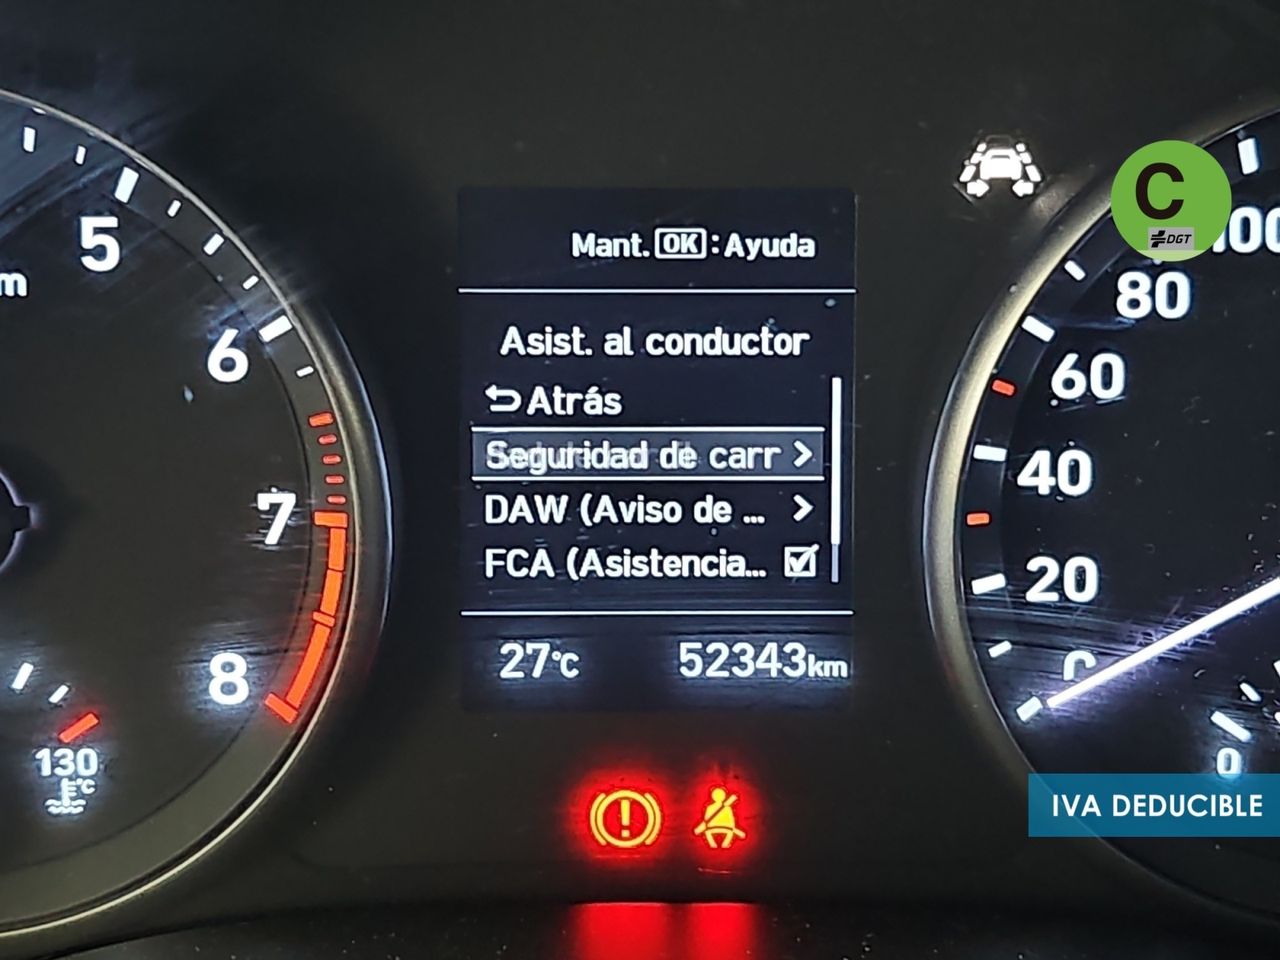 Mant. OK : Ayuda
Asist. al conductor
Atrás
Seguridad de carr
DAW (Aviso de ...
FCA (Asistencia...
27°C
52343km
5
6
7
8
130
°C
m
C
DGT
100
80
60
40
20
0
IVA DEDUCIBLE